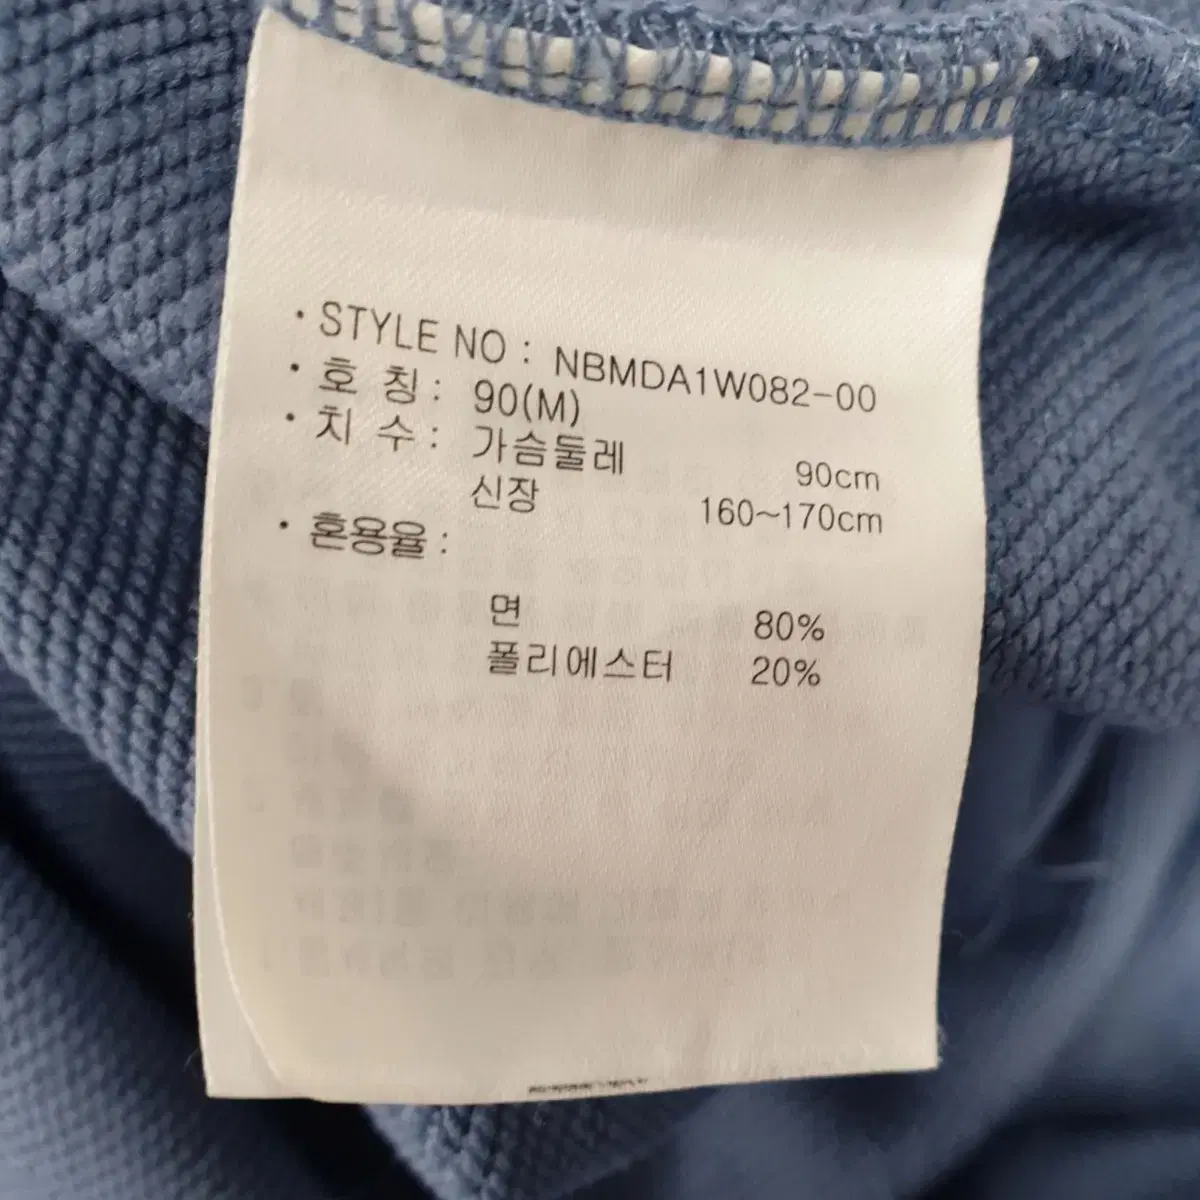 · STYLE NO : NBMDA1W082-00
· 호 칭 : 90(M)
· 치 수 : 가슴둘레 90cm
신장 160~170cm
· 혼용율 :
면 80%
폴리에스터 20%